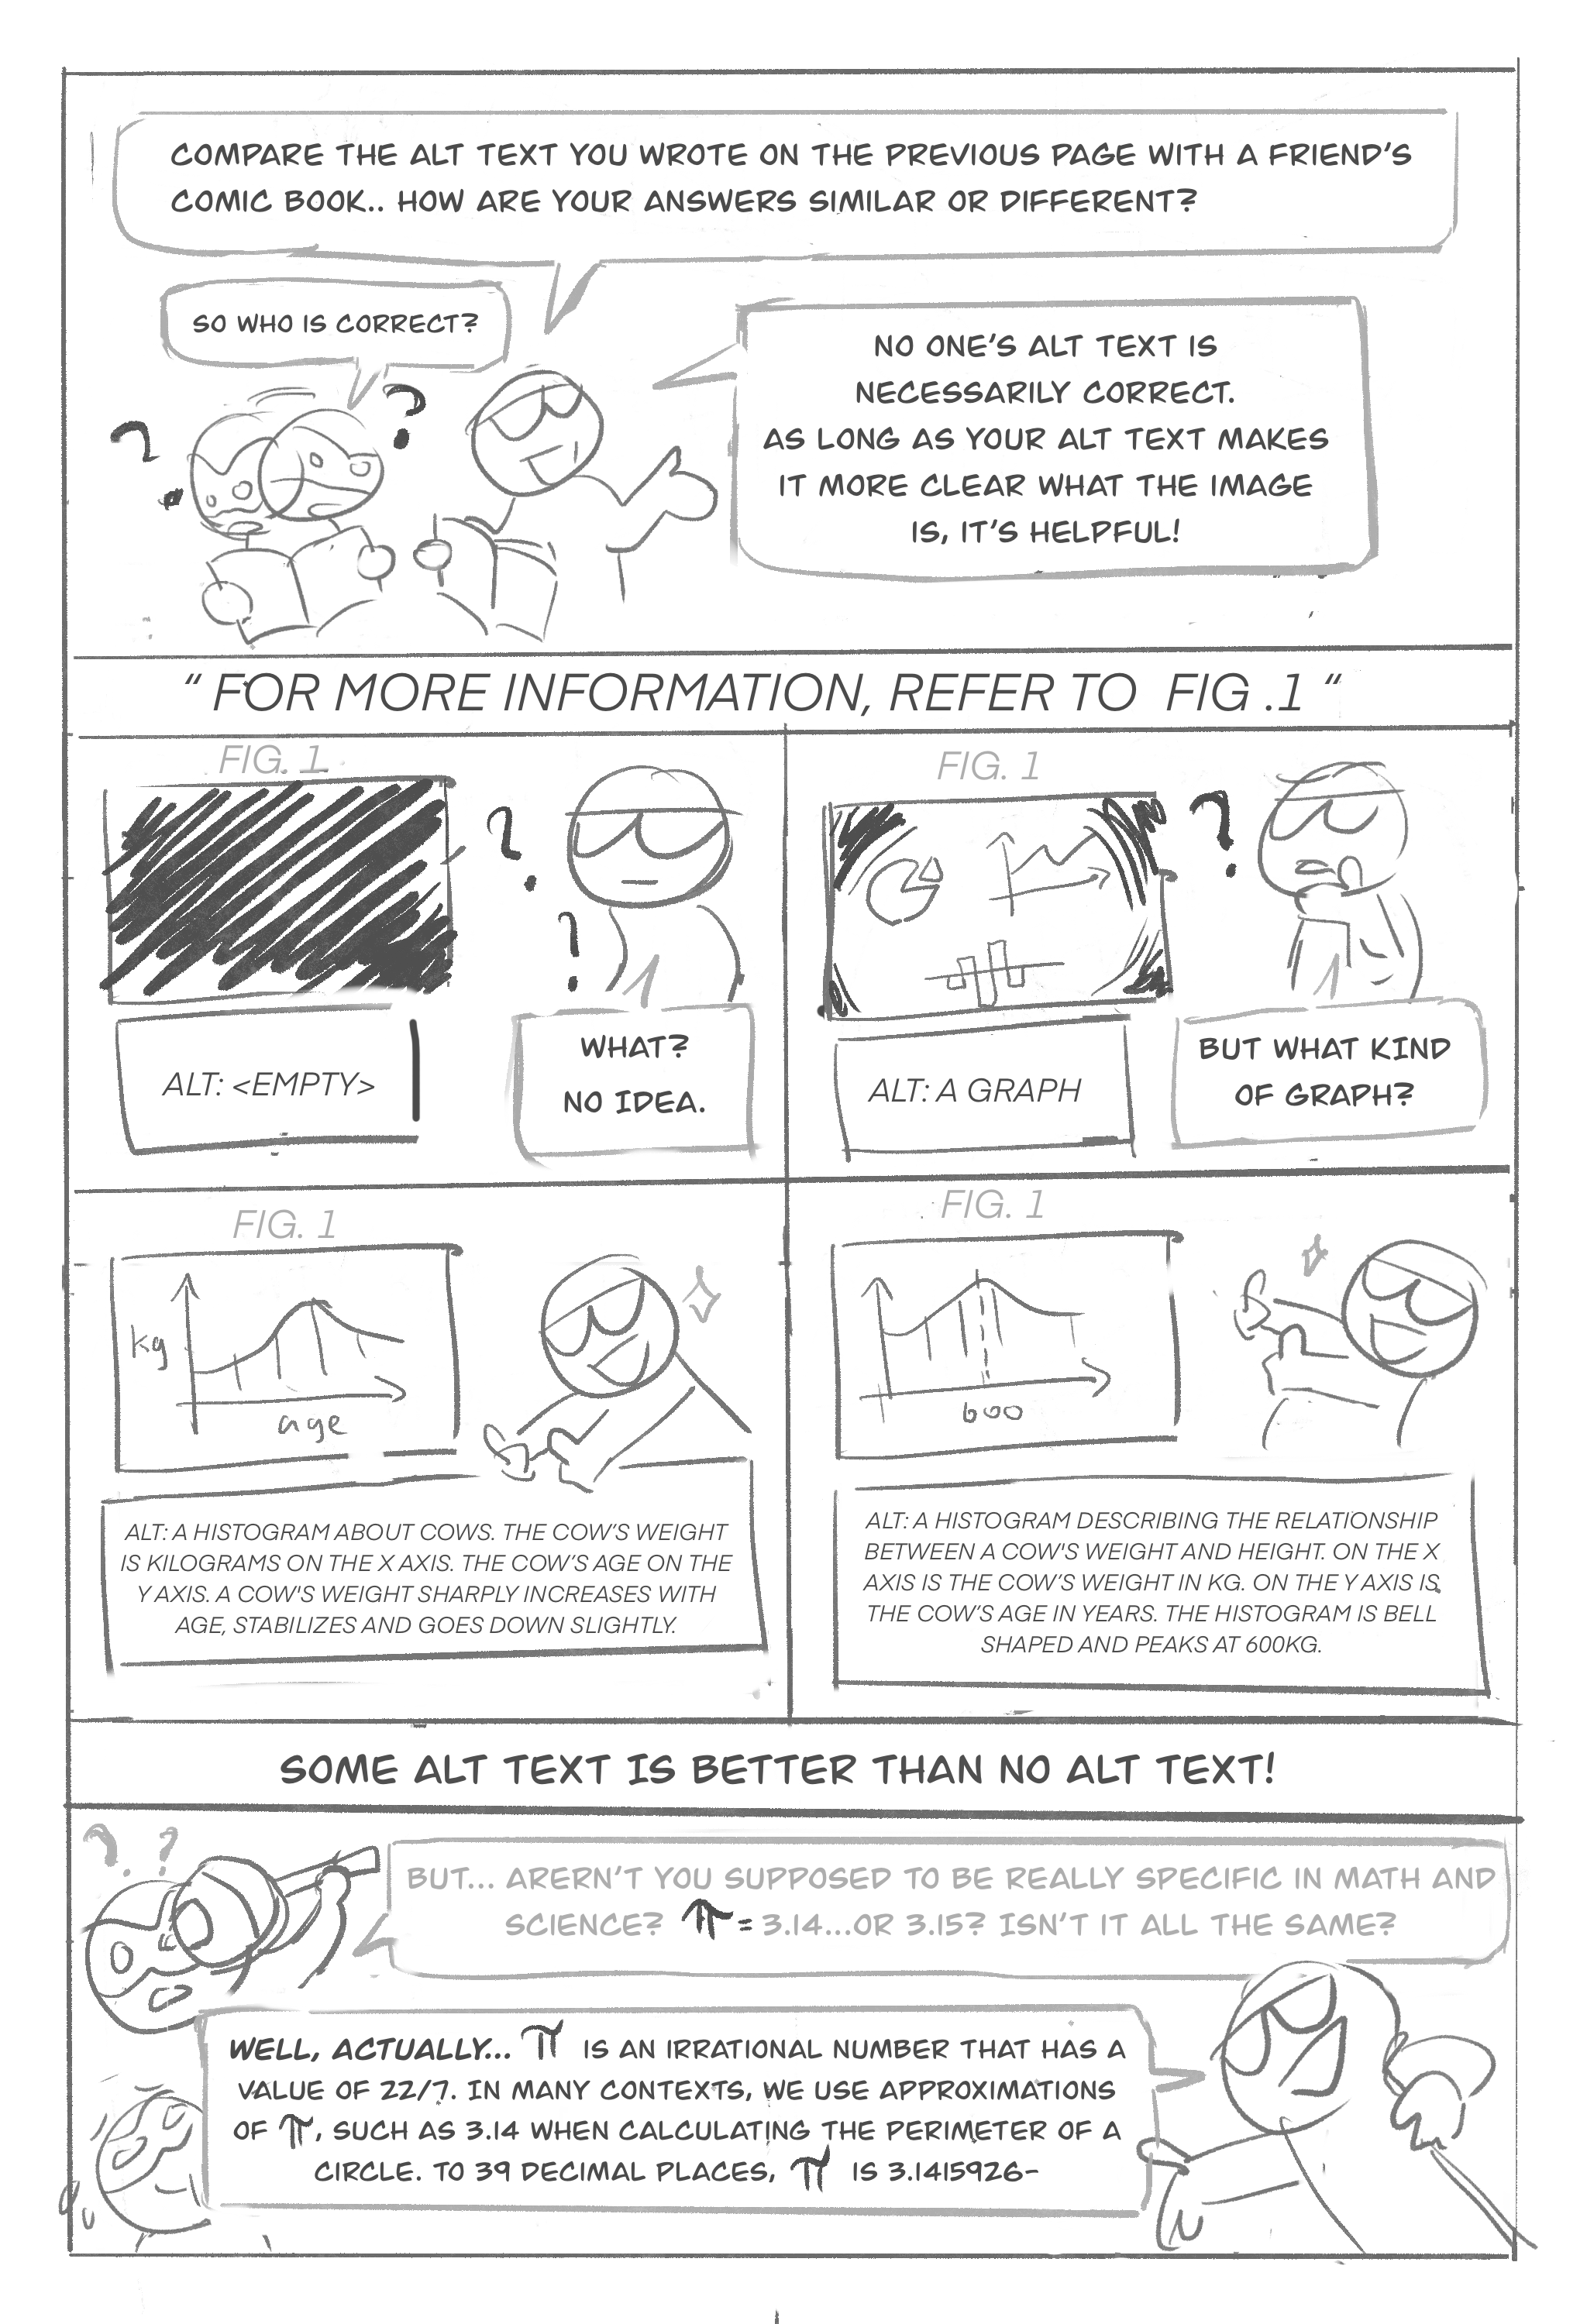 COMPARE THE ALT TEXT YOU WROTE ON THE PREVIOUS PAGE WITH A FRIEND'S
COMIC BOOK.. HOW ARE YOUR ANSWERS SIMILAR OR DIFFERENT?
SO WHO IS CORRECT?
?
?
NO ONE'S ALT TEXT IS
NECESSARILY CORRECT.
AS LONG AS YOUR ALT TEXT MAKES
IT MORE CLEAR WHAT THE IMAGE
IS, IT'S HELPFUL!
“ FOR MORE INFORMATION, REFER TO FIG .1 “
FIG. 1
?
!
ALT: <EMPTY>
WHAT?
NO IDEA.
FIG. 1
?
ALT: A GRAPH
BUT WHAT KIND
OF GRAPH?
FIG. 1
kg
age
ALT: A HISTOGRAM ABOUT COWS. THE COW'S WEIGHT
IS KILOGRAMS ON THE X AXIS. THE COW'S AGE ON THE
Y AXIS. A COW'S WEIGHT SHARPLY INCREASES WITH
AGE, STABILIZES AND GOES DOWN SLIGHTLY.
FIG. 1
600
ALT: A HISTOGRAM DESCRIBING THE RELATIONSHIP
BETWEEN A COW'S WEIGHT AND HEIGHT. ON THE X
AXIS IS THE COW'S WEIGHT IN KG. ON THE Y AXIS IS
THE COW'S AGE IN YEARS. THE HISTOGRAM IS BELL
SHAPED AND PEAKS AT 600KG.
SOME ALT TEXT IS BETTER THAN NO ALT TEXT!
? ?
BUT... ARERN'T YOU SUPPOSED TO BE REALLY SPECIFIC IN MATH AND
SCIENCE? π = 3.14...OR 3.15? ISN'T IT ALL THE SAME?
WELL, ACTUALLY... π IS AN IRRATIONAL NUMBER THAT HAS A
VALUE OF 22/7. IN MANY CONTEXTS, WE USE APPROXIMATIONS
OF π, SUCH AS 3.14 WHEN CALCULATING THE PERIMETER OF A
CIRCLE. TO 39 DECIMAL PLACES, π IS 3.1415926-